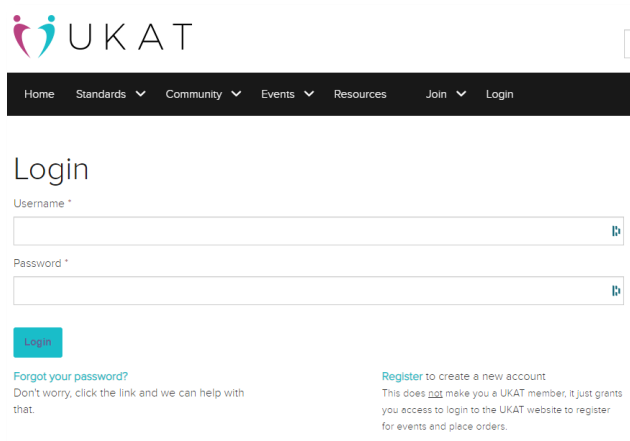 UKAT
Home Standards Community Events Resources Join Login
Login
Username *
Password *
Login
Forgot your password?
Don't worry, click the link and we can help with
that.
Register to create a new account
This does not make you a UKAT member, it just grants
you access to login to the UKAT website to register
for events and place orders.